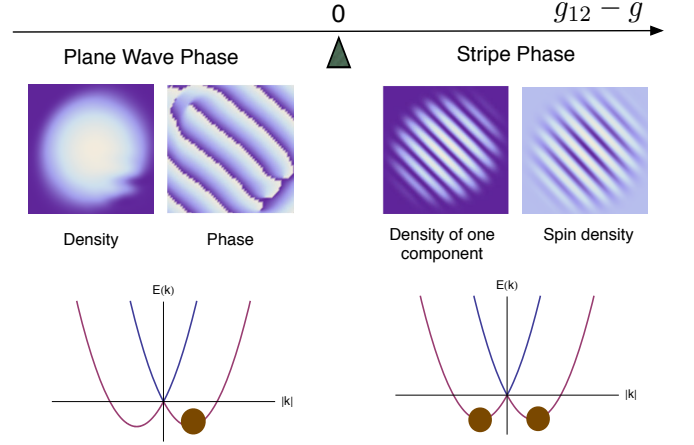 0
g₁₂ − g
Plane Wave Phase
Stripe Phase
Density
Phase
Density of one
component
Spin density
E(k)
|k|
E(k)
|k|